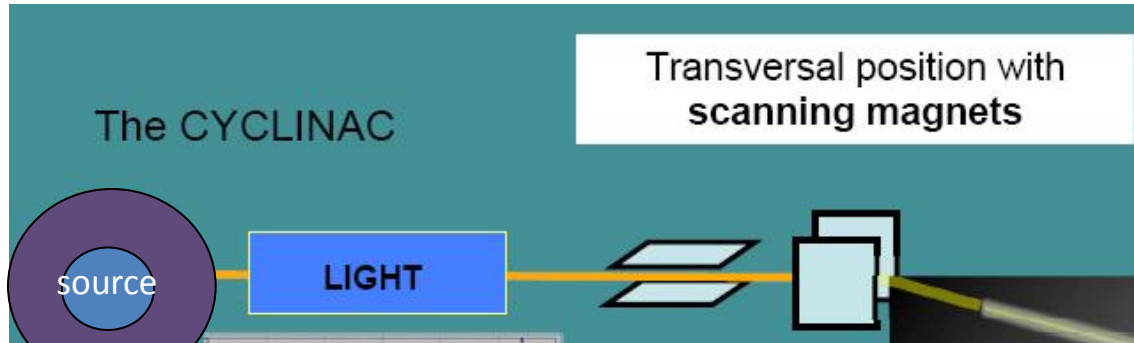 Transversal position with
scanning magnets
The CYCLINAC
source
LIGHT